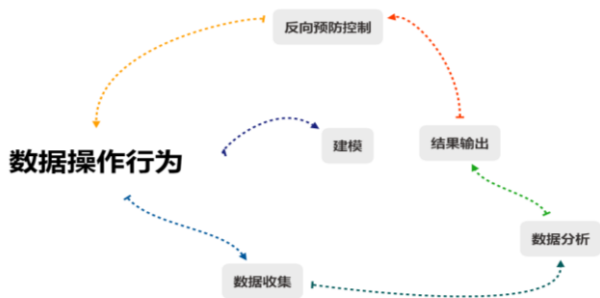 反向预防控制
建模
结果输出
数据操作行为
数据分析
数据收集